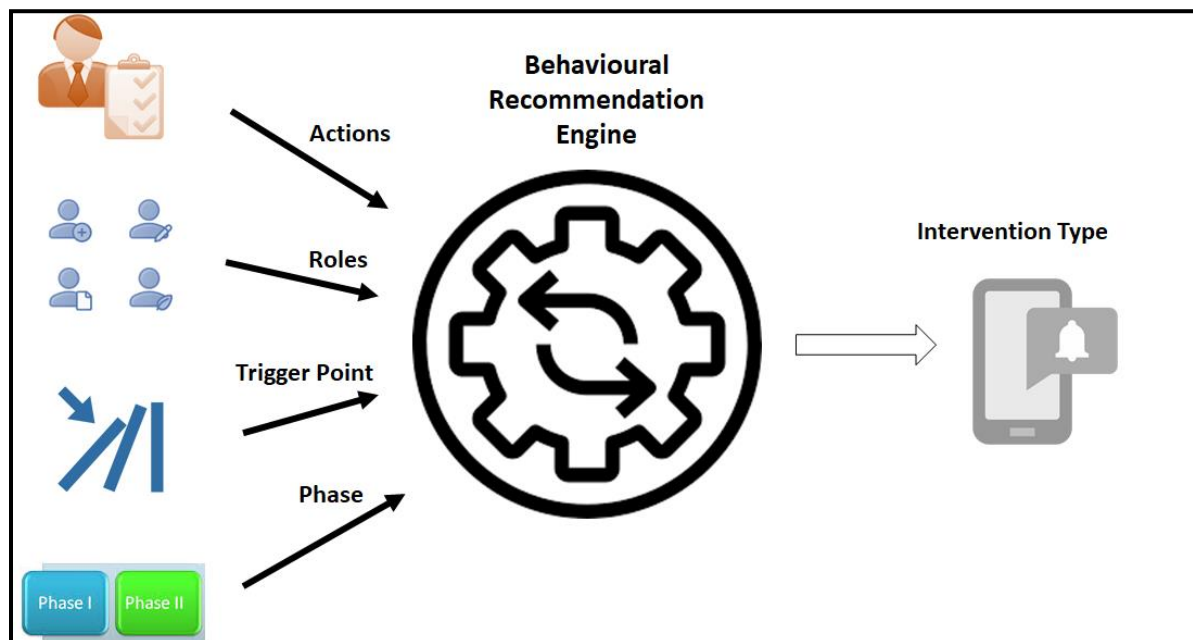 Behavioural
Recommendation
Engine
Actions
Roles
Trigger Point
Phase
Phase I
Phase II
Intervention Type